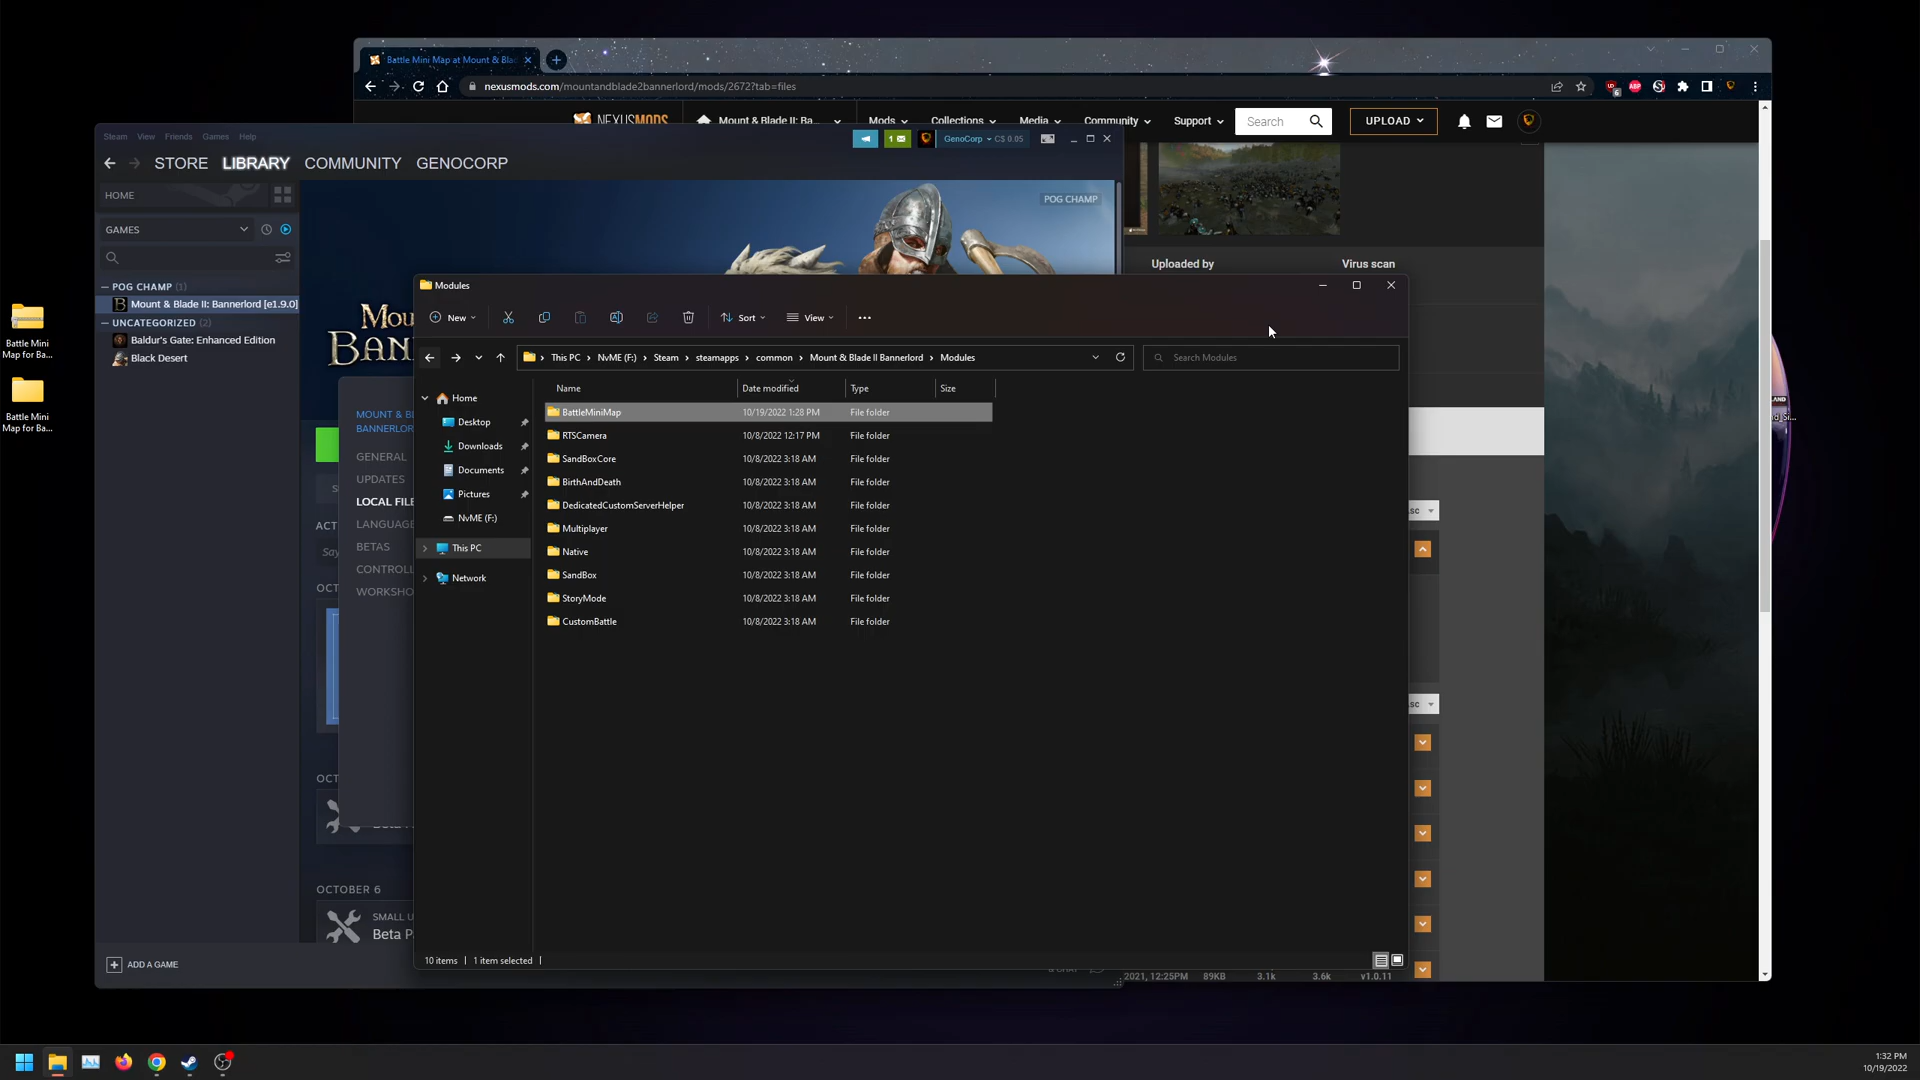 Battle Mini Map at Mount & Bla
nexusmods.com/mountandblade2bannerlord/mods/2672?tab=files
NEXUSMODS
Mount & Blade II: Ba...
Mods
Collections
Media
Community
Support
Search
UPLOAD
Steam
View
Friends
Games
Help
1
GenoCorp
C$ 0.05
STORE
LIBRARY
COMMUNITY
GENOCORP
HOME
POG CHAMP
GAMES
Uploaded by
Virus scan
POG CHAMP (1)
Mount & Blade II: Bannerlord [e1.9.0]
UNCATEGORIZED (2)
Baldur's Gate: Enhanced Edition
Black Desert
Battle Mini
Map for Ba...
Battle Mini
Map for Ba...
Modules
New
Sort
View
This PC
NvME (F:)
Steam
steamapps
common
Mount & Blade II Bannerlord
Modules
Search Modules
Name
Date modified
Type
Size
Home
Desktop
Downloads
Documents
Pictures
NvME (F:)
This PC
Network
BattleMiniMap 10/19/2022 1:28 PM File folder
RTSCamera 10/8/2022 12:17 PM File folder
SandBoxCore 10/8/2022 3:18 AM File folder
BirthAndDeath 10/8/2022 3:18 AM File folder
DedicatedCustomServerHelper 10/8/2022 3:18 AM File folder
Multiplayer 10/8/2022 3:18 AM File folder
Native 10/8/2022 3:18 AM File folder
SandBox 10/8/2022 3:18 AM File folder
StoryMode 10/8/2022 3:18 AM File folder
CustomBattle 10/8/2022 3:18 AM File folder
MOUNT & B
BANNERLOR
GENERAL
UPDATES
LOCAL FILE
LANGUAGE
BETAS
CONTROLL
WORKSHO
ACT
Say
OCT
OCT
OCTOBER 6
SMALL U
Beta P
ADD A GAME
10 items
1 item selected
2021, 12:25PM
89KB
3.1k
3.6k
v1.0.11
1:32 PM
10/19/2022